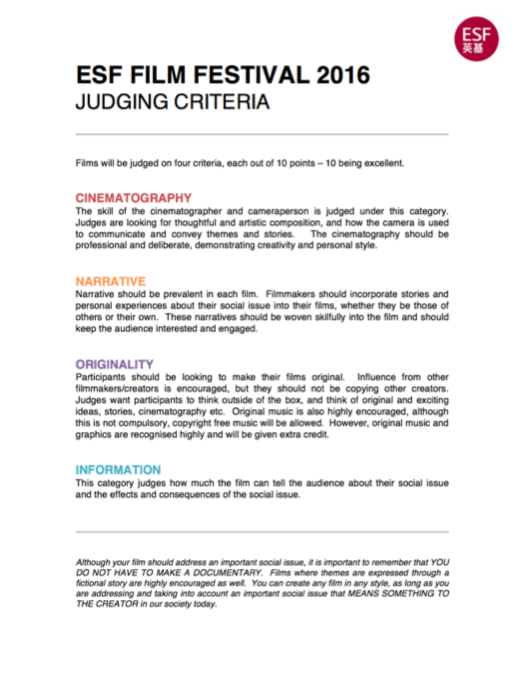 ESF
英基
ESF FILM FESTIVAL 2016
JUDGING CRITERIA
Films will be judged on four criteria, each out of 10 points – 10 being excellent.
CINEMATOGRAPHY
The skill of the cinematographer and cameraperson is judged under this category.
Judges are looking for thoughtful and artistic composition, and how the camera is used
to communicate and convey themes and stories. The cinematography should be
professional and deliberate, demonstrating creativity and personal style.
NARRATIVE
Narrative should be prevalent in each film. Filmmakers should incorporate stories and
personal experiences about their social issue into their films, whether they be those of
others or their own. These narratives should be woven skilfully into the film and should
keep the audience interested and engaged.
ORIGINALITY
Participants should be looking to make their films original. Influence from other
filmmakers/creators is encouraged, but they should not be copying other creators.
Judges want participants to think outside of the box, and think of original and exciting
ideas, stories, cinematography etc. Original music is also highly encouraged, although
this is not compulsory, copyright free music will be allowed. However, original music and
graphics are recognised highly and will be given extra credit.
INFORMATION
This category judges how much the film can tell the audience about their social issue
and the effects and consequences of the social issue.
Although your film should address an important social issue, it is important to remember that YOU
DO NOT HAVE TO MAKE A DOCUMENTARY. Films where themes are expressed through a
fictional story are highly encouraged as well. You can create any film in any style, as long as you
are addressing and taking into account an important social issue that MEANS SOMETHING TO
THE CREATOR in our society today.